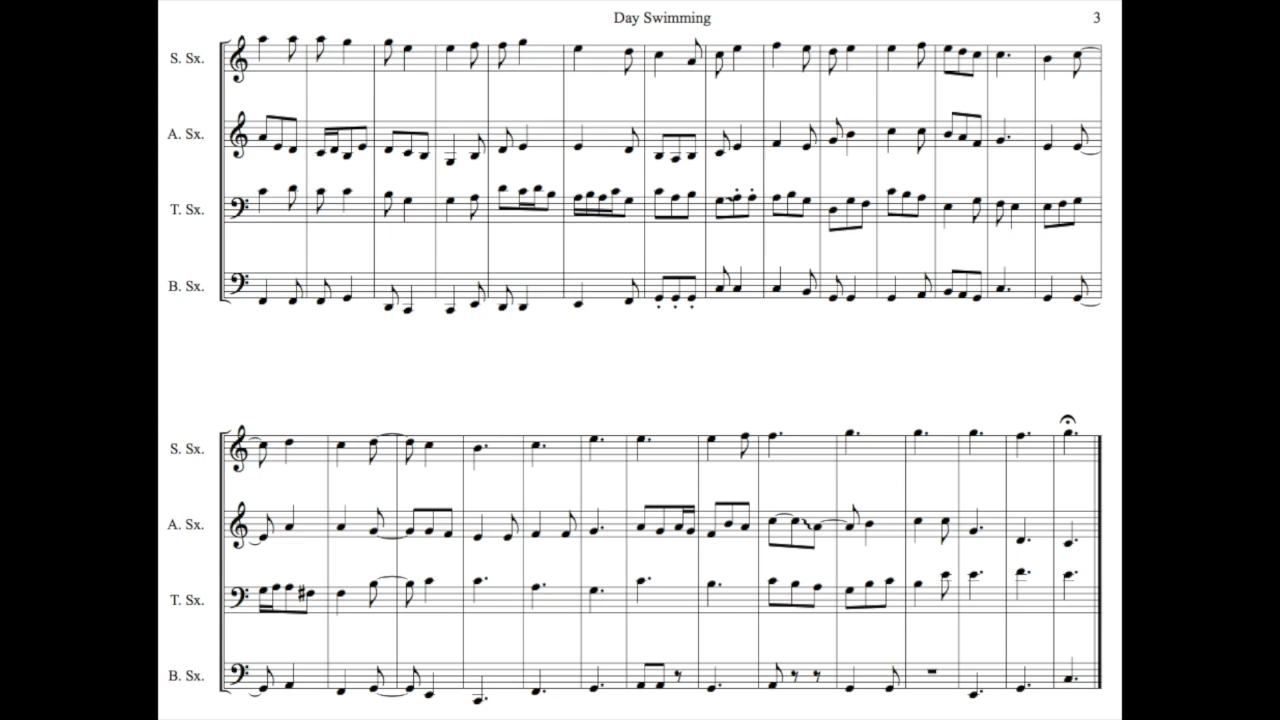 Day Swimming
3
S. Sx.
A. Sx.
T. Sx.
B. Sx.
S. Sx.
A. Sx.
T. Sx.
B. Sx.